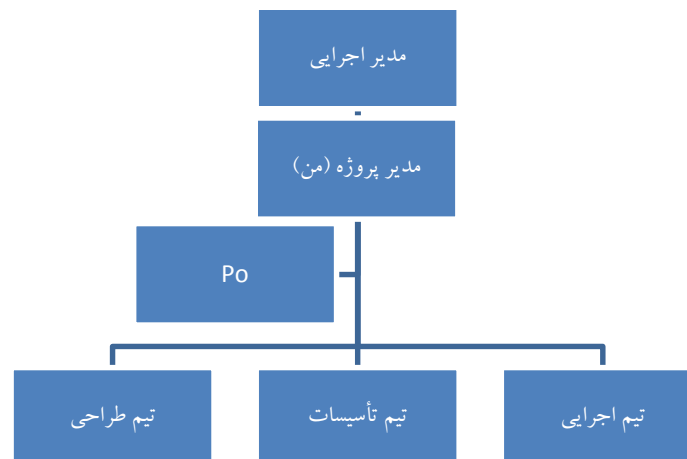 مدیر اجرایی
مدیر پروژه (من)
Po
تیم اجرایی
تیم تأسیسات
تیم طراحی